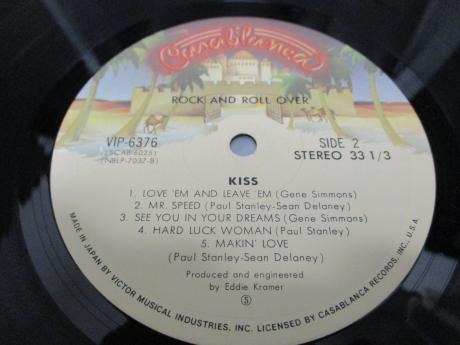 Casablanca
ROCK AND ROLL OVER
VIP-6376
(SCAB-6025)
(NBLP-7037-B)
SIDE 2
STEREO 33 1/3
KISS
1. LOVE 'EM AND LEAVE 'EM (Gene Simmons)
2. MR. SPEED (Paul Stanley-Sean Delaney)
3. SEE YOU IN YOUR DREAMS (Gene Simmons)
4. HARD LUCK WOMAN (Paul Stanley)
5. MAKIN' LOVE
(Paul Stanley-Sean Delaney)
Produced and engineered
by Eddie Kramer
S
MADE IN JAPAN BY VICTOR MUSICAL INDUSTRIES, INC. LICENSED BY CASABLANCA RECORDS, INC., U.S.A.